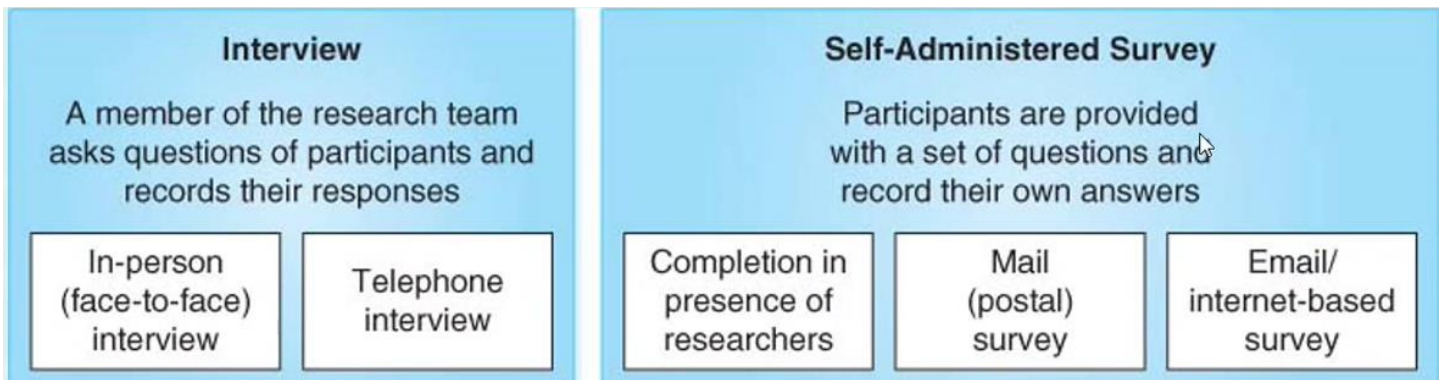 Interview
A member of the research team
asks questions of participants and
records their responses
In-person
(face-to-face)
interview
Telephone
interview
Self-Administered Survey
Participants are provided
with a set of questions and
record their own answers
Completion in
presence of
researchers
Mail
(postal)
survey
Email/
internet-based
survey